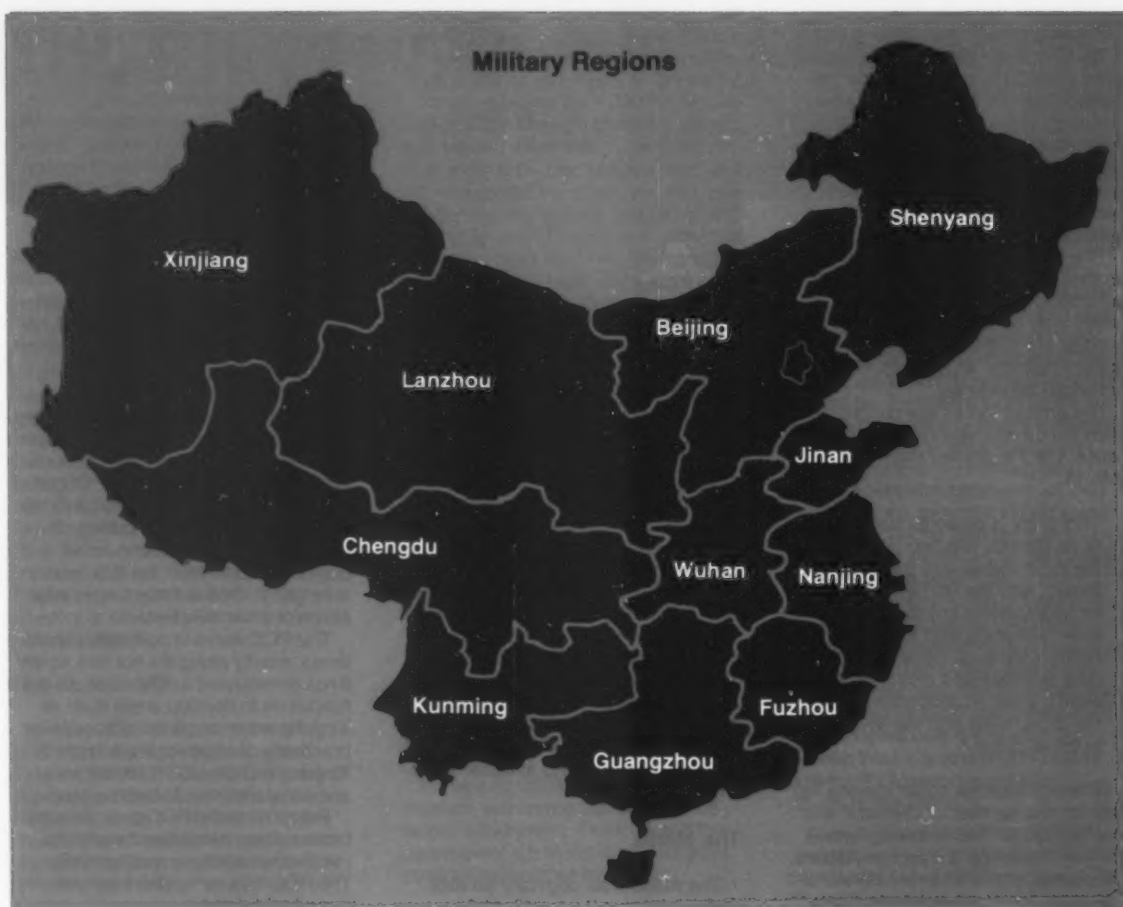 Military Regions
Shenyang
Xinjiang
Beijing
Lanzhou
Jinan
Chengdu
Wuhan
Nanjing
Kunming
Fuzhou
Guangzhou